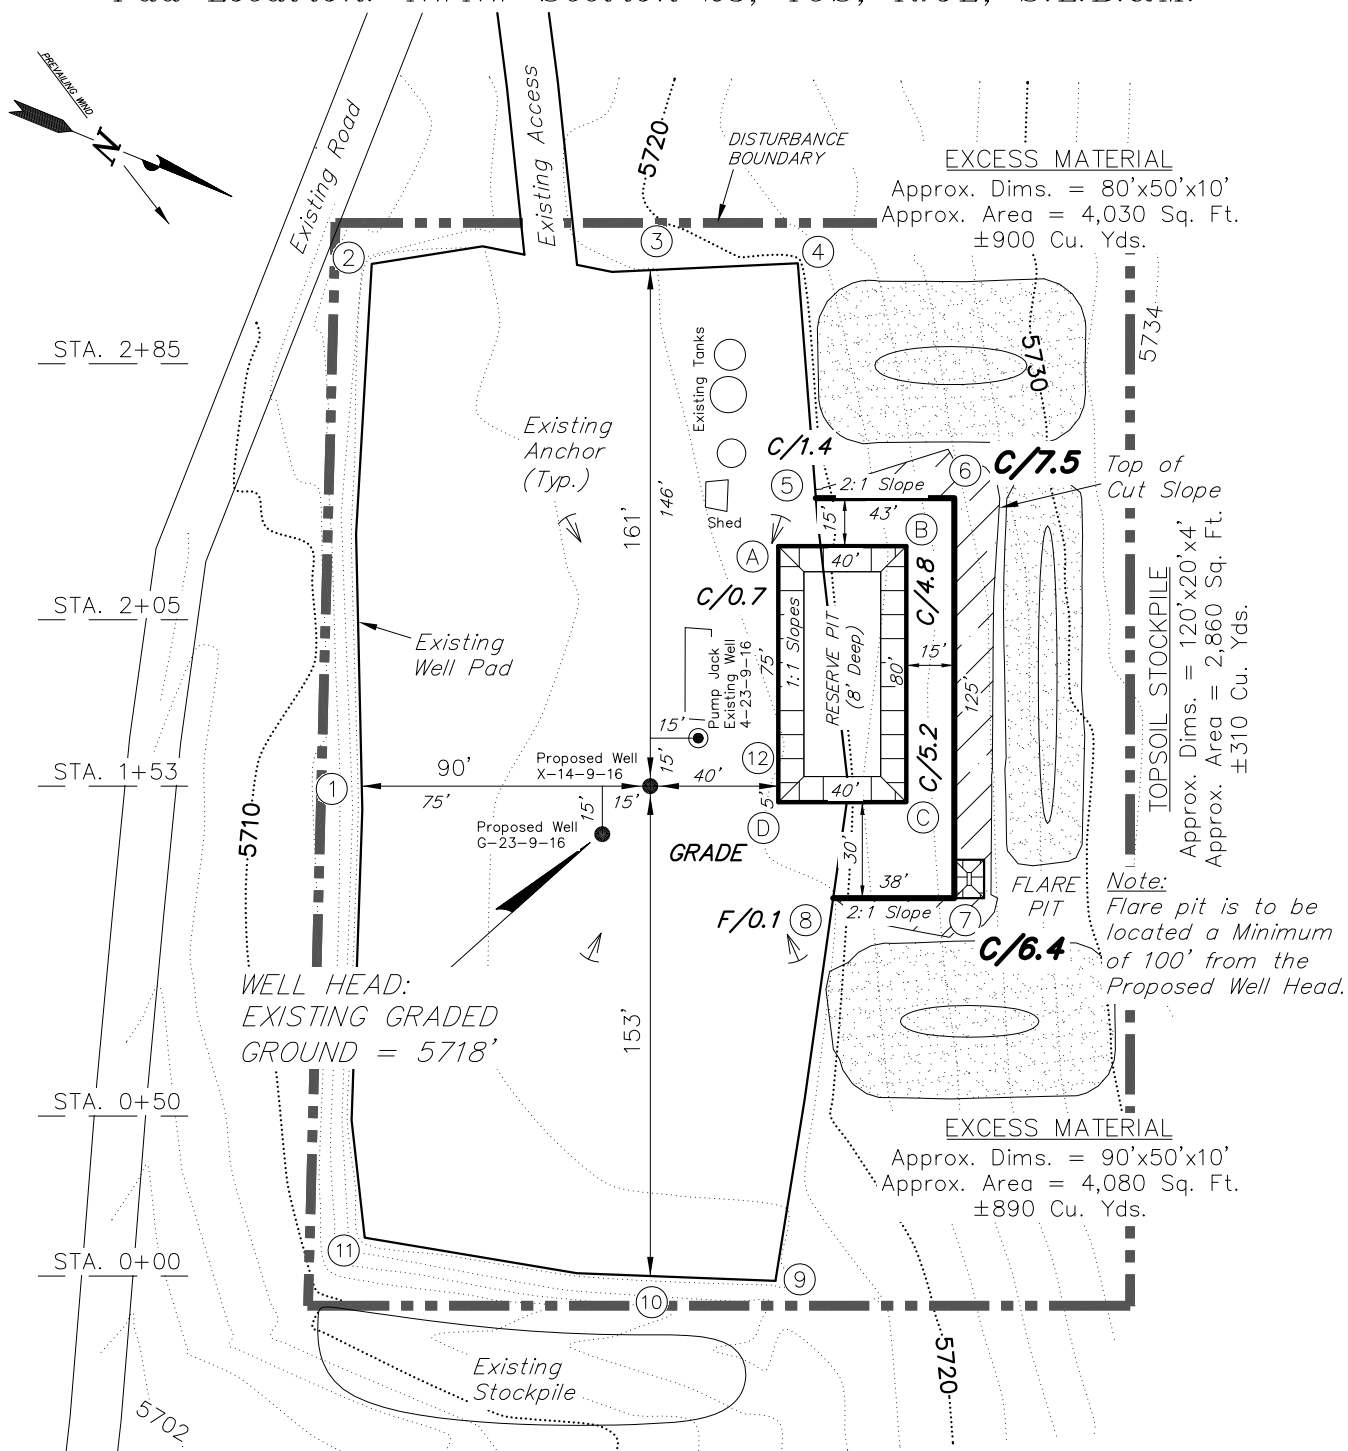 PREVAILING WIND
N
Existing Road
Existing Access
5720
DISTURBANCE
BOUNDARY
EXCESS MATERIAL
Approx. Dims. = 80'x50'x10'
Approx. Area = 4,030 Sq. Ft.
±900 Cu. Yds.
2
3
4
STA. 2+85
5734
5730
Existing Tanks
Existing
Anchor
(Typ.)
C/1.4
6
C/7.5
Top of
Cut Slope
5
2:1 Slope
146'
161'
Shed
15'
43'
A
B
40'
C/0.7
C/4.8
STA. 2+05
Existing
Well Pad
75'
1:1 Slopes
RESERVE PIT
(8' Deep)
80'
15'
125'
TOPSOIL STOCKPILE
Approx. Dims. = 120'x20'x4'
Approx. Area = 2,860 Sq. Ft.
±310 Cu. Yds.
Pump Jack
Existing Well
4-23-9-16
15'
15'
STA. 1+53
1
90'
75'
Proposed Well
X-14-9-16
15'
40'
12
C/5.2
5'
40'
15'
5710
Proposed Well
G-23-9-16
D
C
GRADE
30'
38'
FLARE
PIT
Note:
Flare pit is to be
located a Minimum
of 100' from the
Proposed Well Head.
F/0.1
8
2:1 Slope
7
C/6.4
WELL HEAD:
EXISTING GRADED
GROUND = 5718'
153'
STA. 0+50
EXCESS MATERIAL
Approx. Dims. = 90'x50'x10'
Approx. Area = 4,080 Sq. Ft.
±890 Cu. Yds.
11
STA. 0+00
9
10
Existing
Stockpile
5720
5702